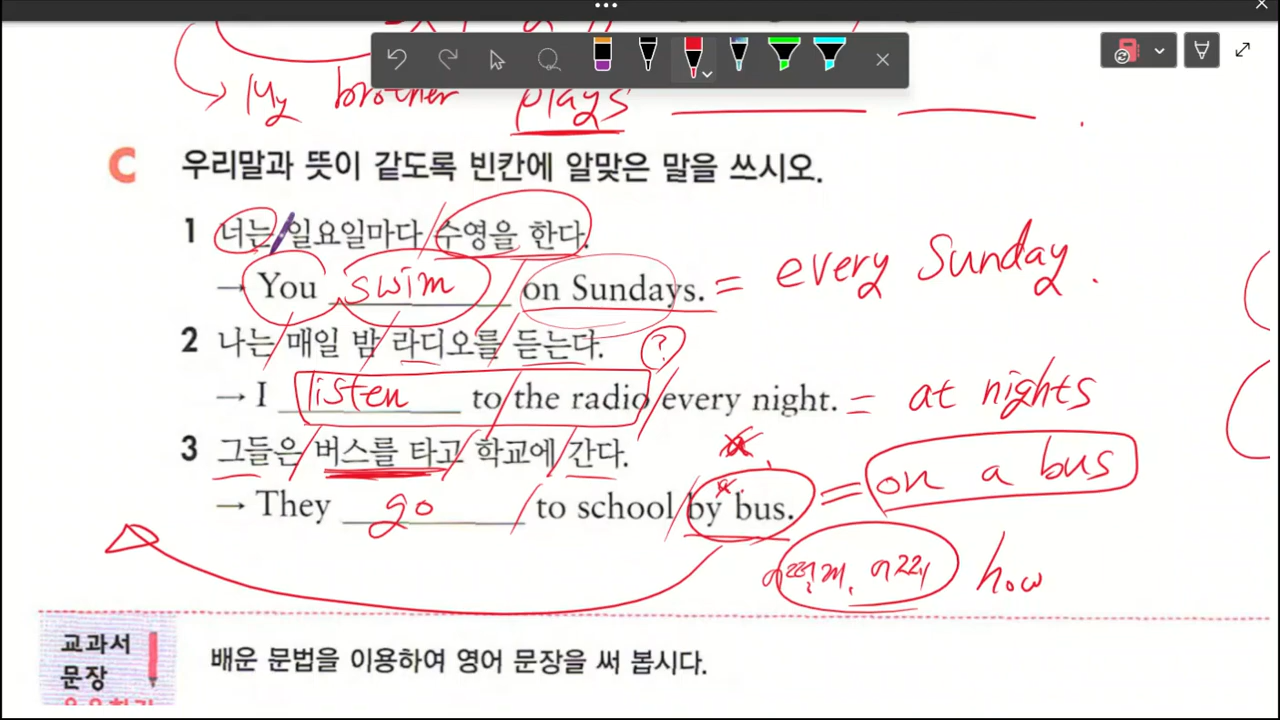 My brother plays
C 우리말과 뜻이 같도록 빈칸에 알맞은 말을 쓰시오.
1 너는 일요일마다 수영을 한다.
→ You swim on Sundays. = every Sunday.
2 나는 매일 밤 라디오를 듣는다. ?
→ I listen to the radio every night. = at nights
3 그들은 버스를 타고 학교에 간다.
→ They go to school by bus. = on a bus
how
교과서
문장
배운 문법을 이용하여 영어 문장을 써 봅시다.